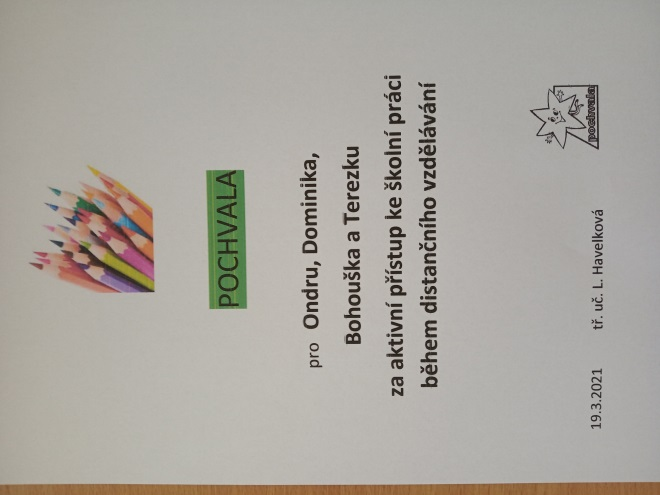 POCHVALA
pro Ondru, Dominika,
Bohouška a Terezku
za aktivní přístup ke školní práci
během distančního vzdělávání
pochvala
19.3.2021 tř. uč. L. Havelková